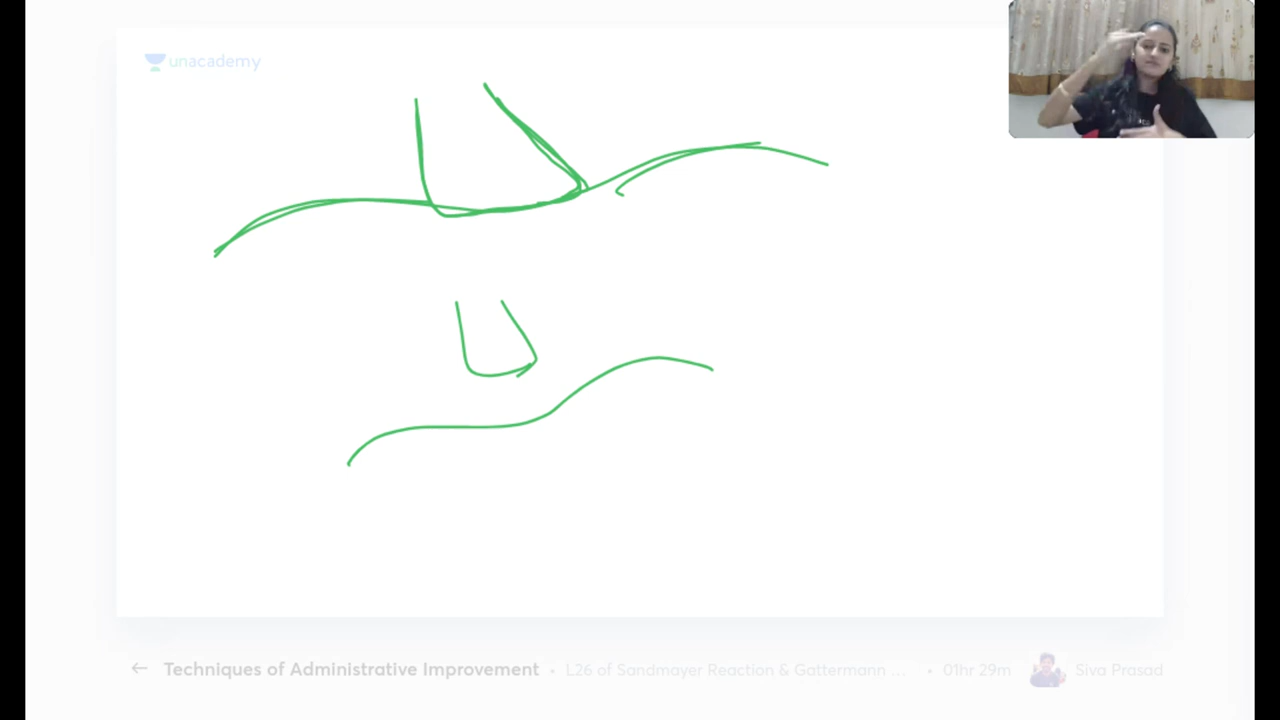 unacademy
Techniques of Administrative Improvement • L26 of Sandmayer Reaction & Gattermann ... • 01hr 29m Siva Prasad